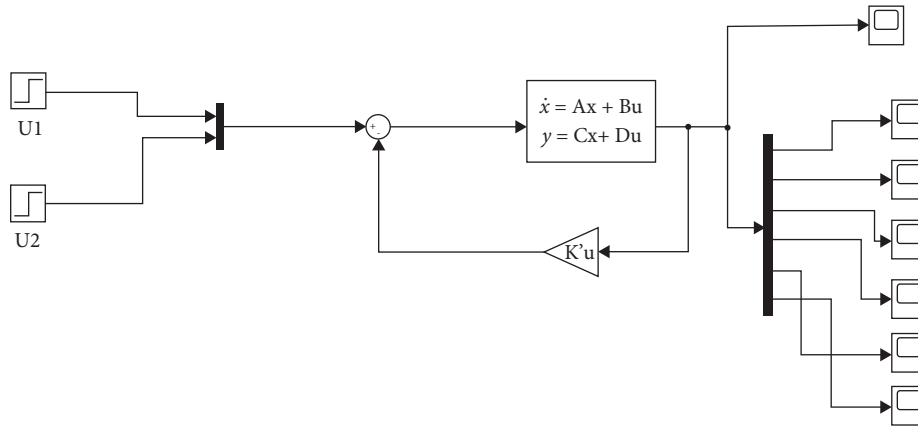 U1
U2
+
-
ẋ = Ax + Bu
y = Cx+ Du
K’u